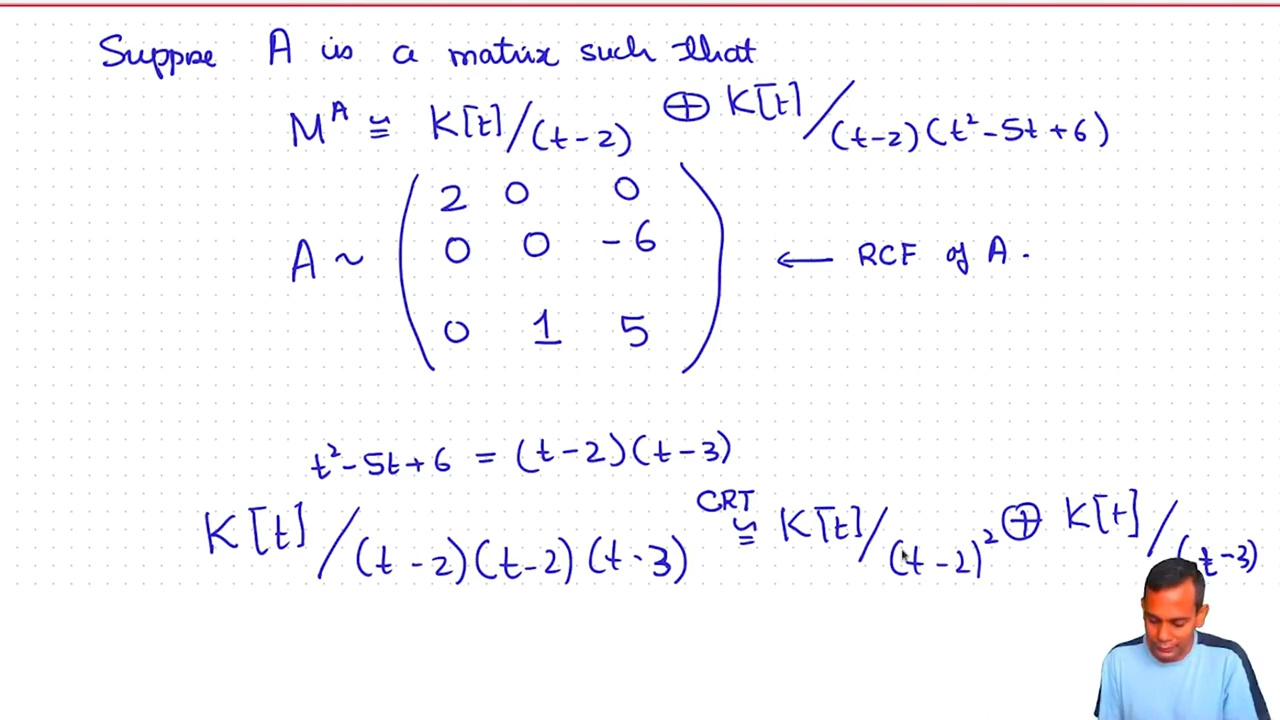 Suppose A is a matrix such that
M^A ≅ K[t]/(t-2) ⊕ K[t]/(t-2)(t²-5t+6)
A ~ ( 2 0 0
0 0 -6
0 1 5 ) ← RCF of A.
t²-5t+6 = (t-2)(t-3)
K[t]/(t-2)(t-2)(t-3) CRT ≅ K[t]/(t-2)² ⊕ K[t]/(t-3)